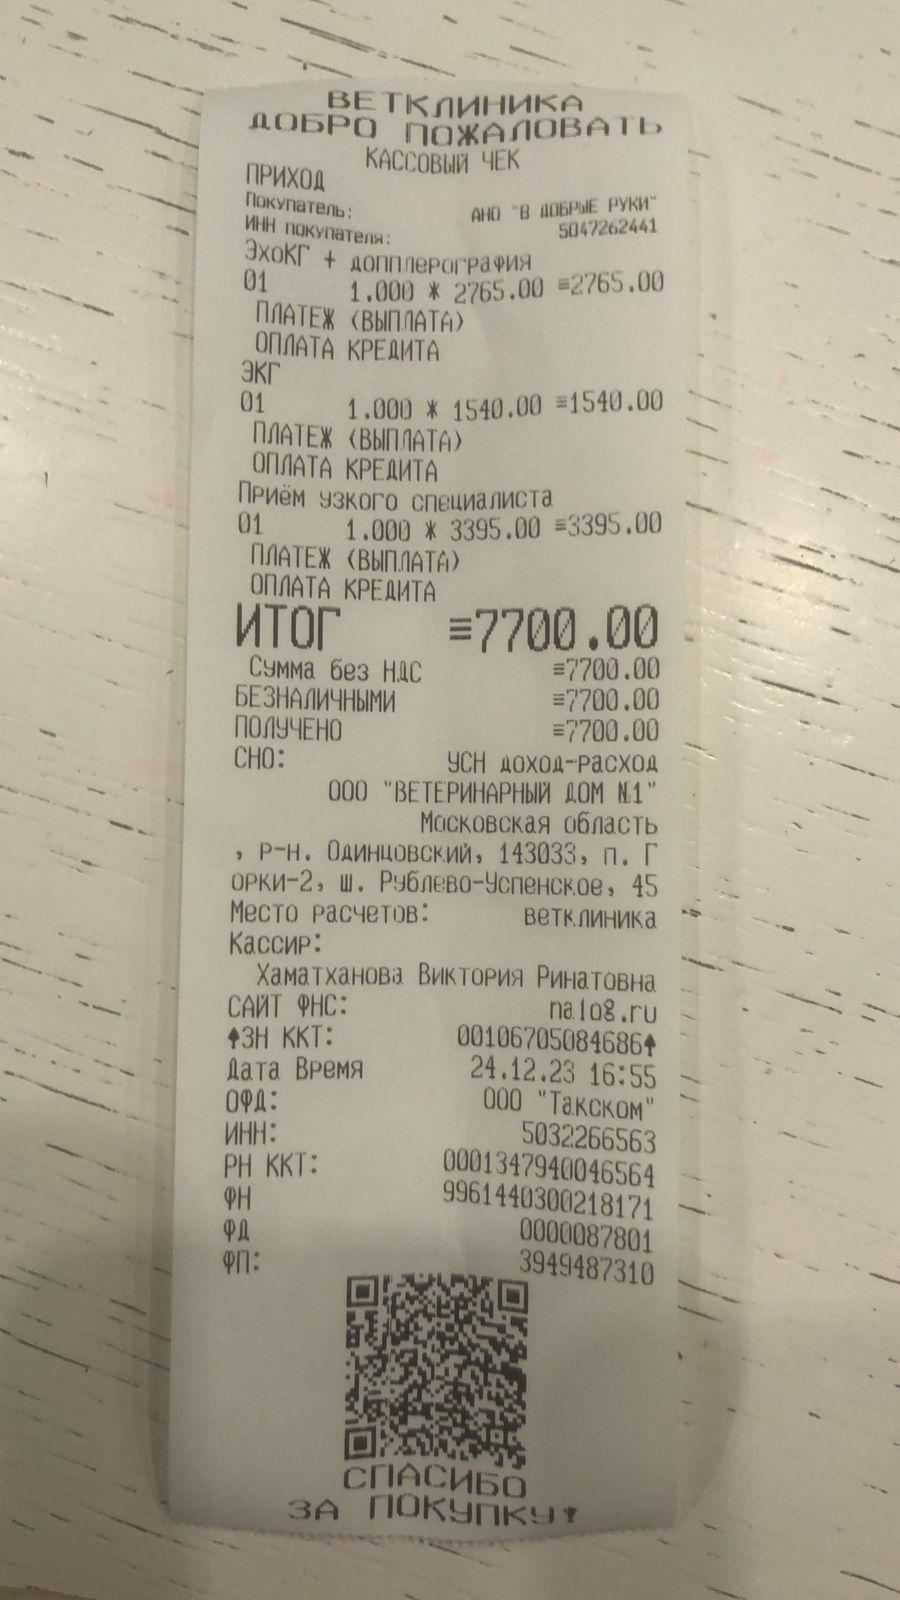 ВЕТКЛИНИКА
ДОБРО ПОЖАЛОВАТЬ
КАССОВЫЙ ЧЕК
ПРИХОД
Покупатель: АНО "В ДОБРЫЕ РУКИ"
ИНН покупателя: 5047262441
ЭхоКГ + допплерография
01 1.000 * 2765.00 ≡2765.00
ПЛАТЕЖ (ВЫПЛАТА)
ОПЛАТА КРЕДИТА
ЭКГ
01 1.000 * 1540.00 ≡1540.00
ПЛАТЕЖ (ВЫПЛАТА)
ОПЛАТА КРЕДИТА
Приём узкого специалиста
01 1.000 * 3395.00 ≡3395.00
ПЛАТЕЖ (ВЫПЛАТА)
ОПЛАТА КРЕДИТА
ИТОГ ≡7700.00
Сумма без НДС ≡7700.00
БЕЗНАЛИЧНЫМИ ≡7700.00
ПОЛУЧЕНО ≡7700.00
СНО: УСН доход-расход
ООО "ВЕТЕРИНАРНЫЙ ДОМ №1"
Московская область
, р-н. Одинцовский, 143033, п. Г
орки-2, ш. Рублево-Успенское, 45
Место расчетов: ветклиника
Кассир:
Хаматханова Виктория Ринатовна
САЙТ ФНС: nalog.ru
↑ЗН ККТ: 00106705084686↑
Дата Время 24.12.23 16:55
ОФД: ООО "Такском"
ИНН: 5032266563
РН ККТ: 0001347940046564
ФН 9961440300218171
ФД 0000087801
ФП: 3949487310
СПАСИБО
ЗА ПОКУПКУ!